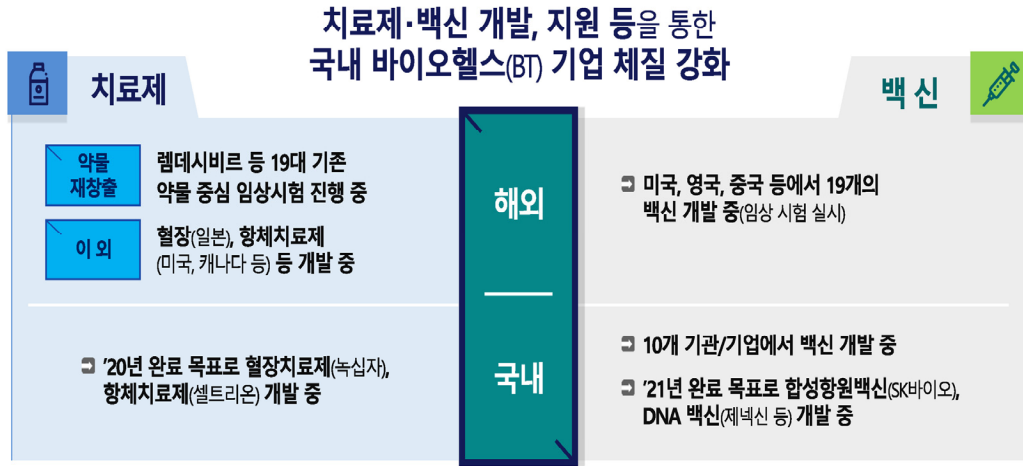 치료제·백신 개발, 지원 등을 통한
국내 바이오헬스(BT) 기업 체질 강화
치료제
약물
재창출
렘데시비르 등 19대 기존
약물 중심 임상시험 진행 중
이 외
혈장(일본), 항체치료제
(미국, 캐나다 등) 등 개발 중
➲ ’20년 완료 목표로 혈장치료제(녹십자),
항체치료제(셀트리온) 개발 중
해외
국내
백 신
➲ 미국, 영국, 중국 등에서 19개의
백신 개발 중(임상 시험 실시)
➲ 10개 기관/기업에서 백신 개발 중
➲ ’21년 완료 목표로 합성항원백신(SK바이오),
DNA 백신(제넥신 등) 개발 중